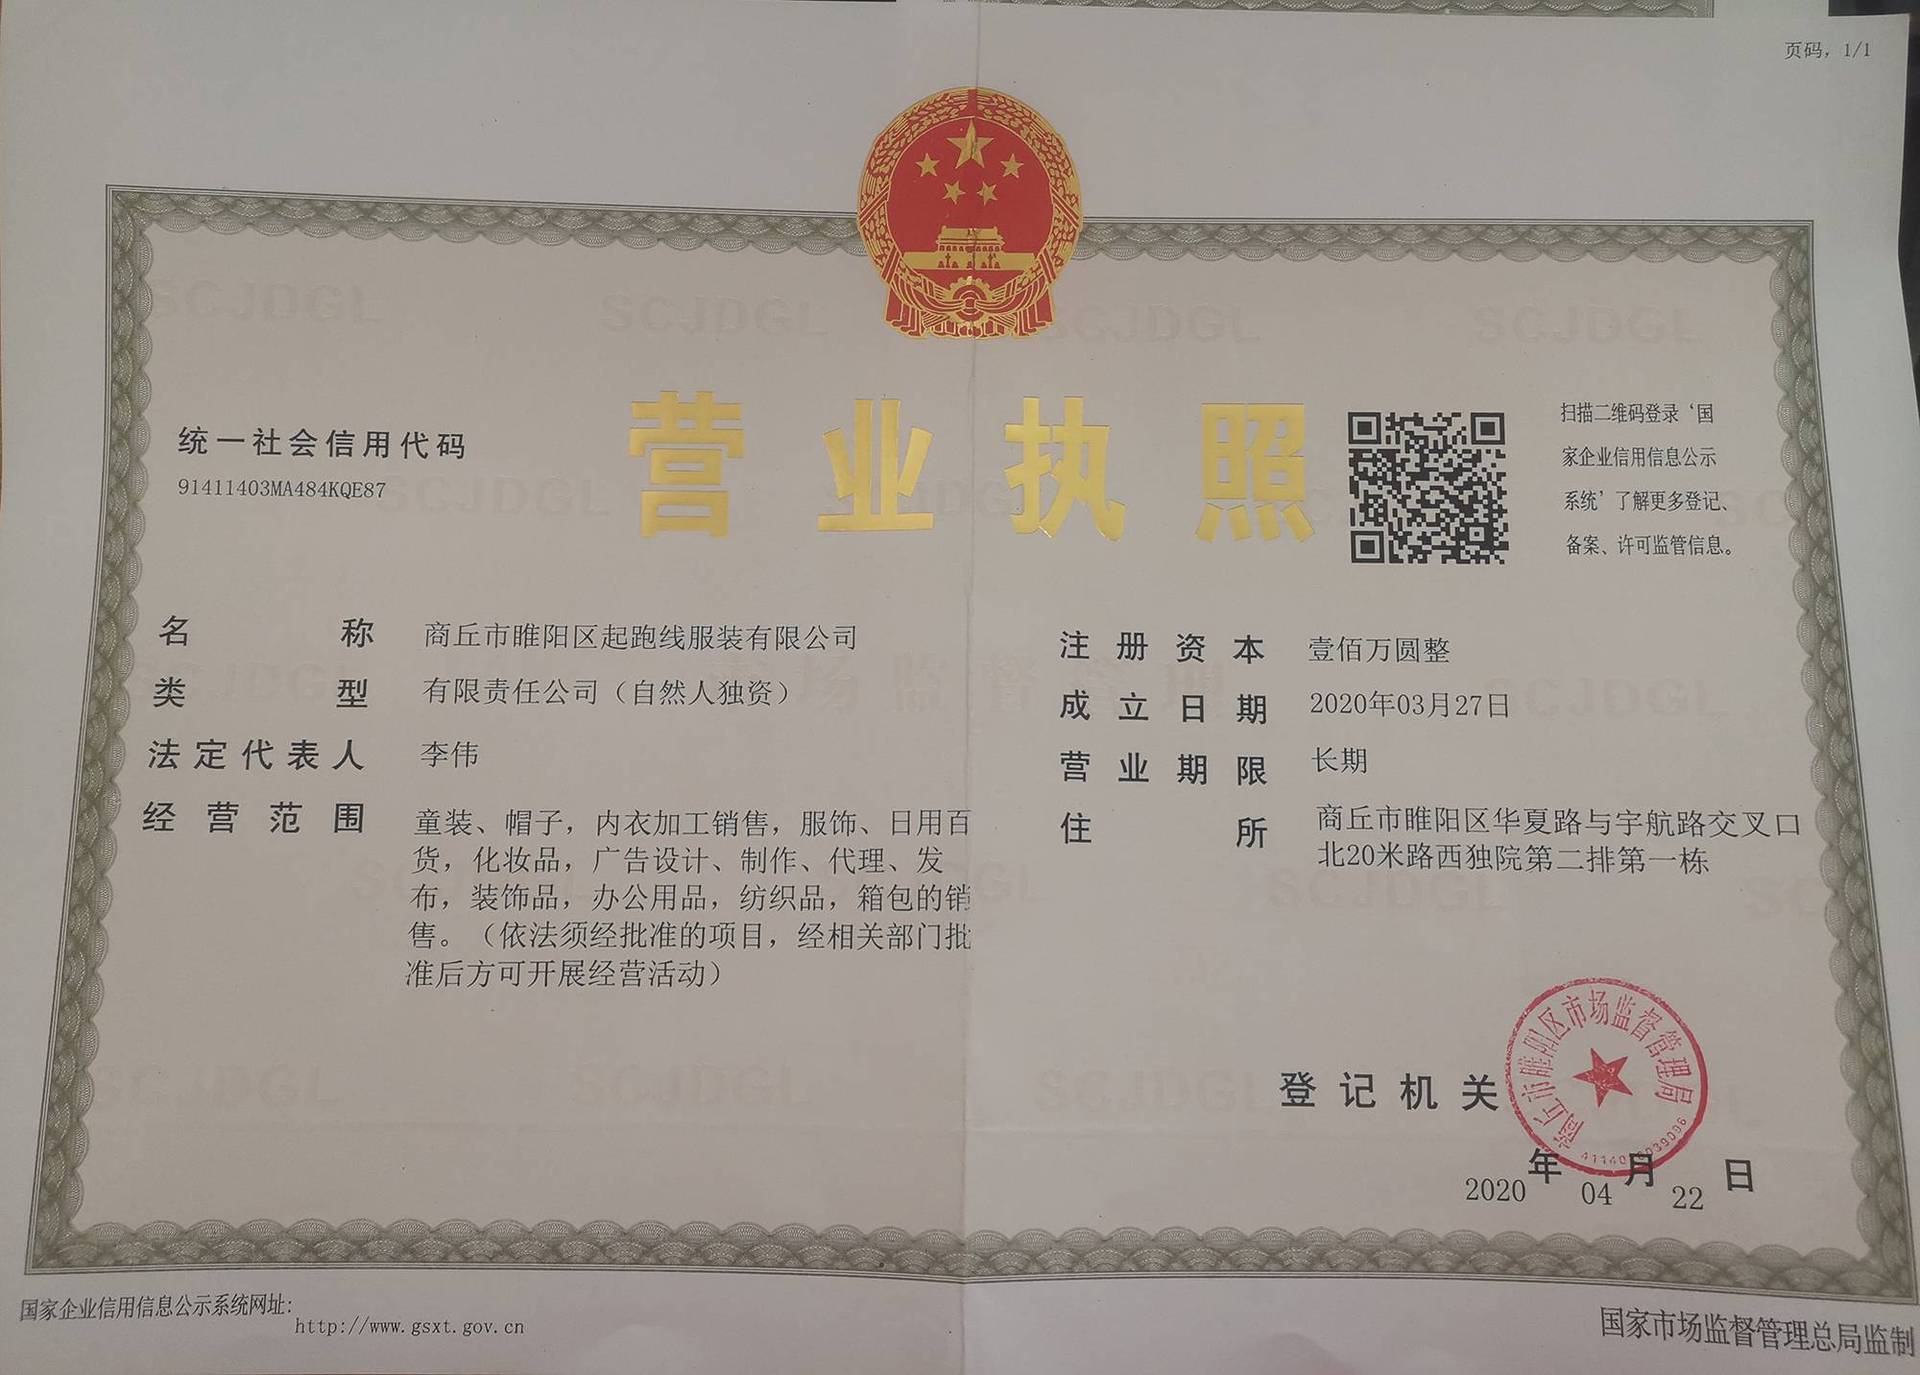 页码，1/1
营业执照
统一社会信用代码
91411403MA484KQE87
扫描二维码登录‘国
家企业信用信息公示
系统’了解更多登记、
备案、许可监管信息。
名称 商丘市睢阳区起跑线服装有限公司
类型 有限责任公司（自然人独资）
法定代表人 李伟
经营范围 童装、帽子，内衣加工销售，服饰、日用百
货，化妆品，广告设计、制作、代理、发
布，装饰品，办公用品，纺织品，箱包的销
售。（依法须经批准的项目，经相关部门批
准后方可开展经营活动）
注册资本 壹佰万圆整
成立日期 2020年03月27日
营业期限 长期
住所 商丘市睢阳区华夏路与宇航路交叉口
北20米路西独院第二排第一栋
登记机关
商丘市睢阳区市场监督管理局
2020年04月22日
国家企业信用信息公示系统网址：
http://www.gsxt.gov.cn
国家市场监督管理总局监制